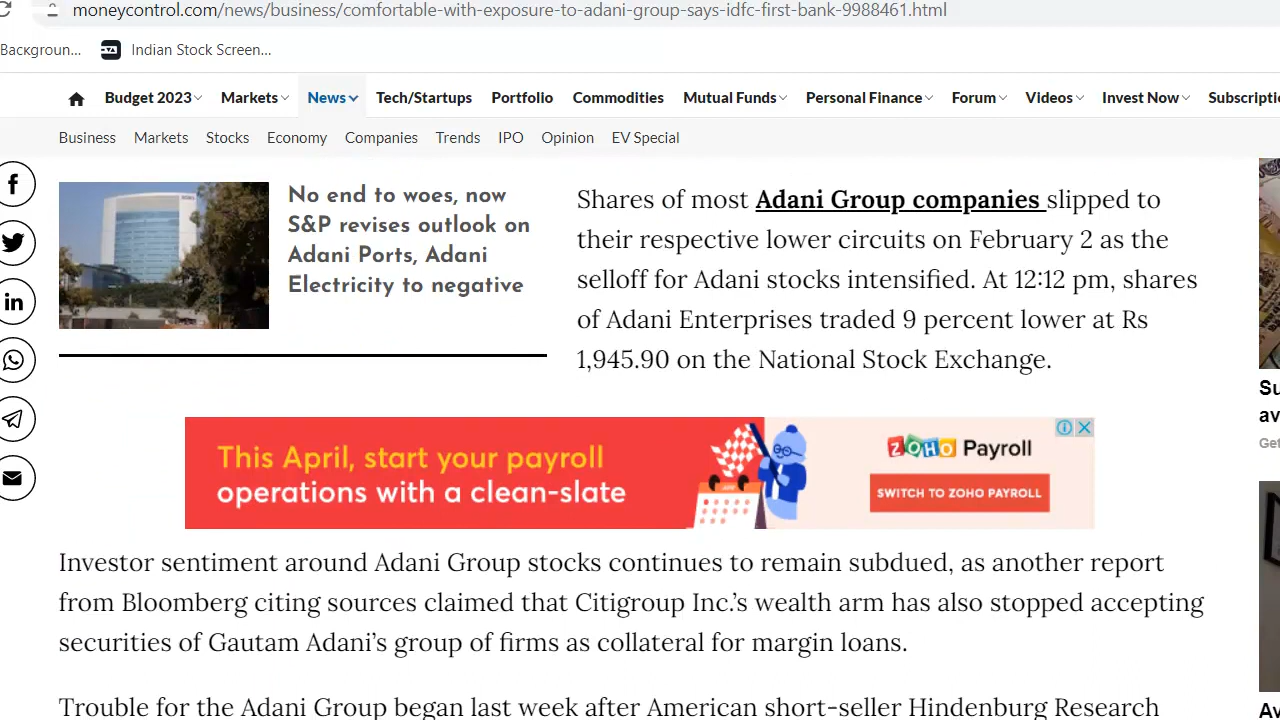 moneycontrol.com/news/business/comfortable-with-exposure-to-adani-group-says-idfc-first-bank-9988461.html
Backgroun... Indian Stock Screen...
Budget 2023 Markets News Tech/Startups Portfolio Commodities Mutual Funds Personal Finance Forum Videos Invest Now
Business Markets Stocks Economy Companies Trends IPO Opinion EV Special
No end to woes, now
S&P revises outlook on
Adani Ports, Adani
Electricity to negative
Shares of most Adani Group companies slipped to
their respective lower circuits on February 2 as the
selloff for Adani stocks intensified. At 12:12 pm, shares
of Adani Enterprises traded 9 percent lower at Rs
1,945.90 on the National Stock Exchange.
This April, start your payroll
operations with a clean-slate
ZOHO Payroll
SWITCH TO ZOHO PAYROLL
Investor sentiment around Adani Group stocks continues to remain subdued, as another report
from Bloomberg citing sources claimed that Citigroup Inc.’s wealth arm has also stopped accepting
securities of Gautam Adani’s group of firms as collateral for margin loans.
Trouble for the Adani Group began last week after American short-seller Hindenburg Research